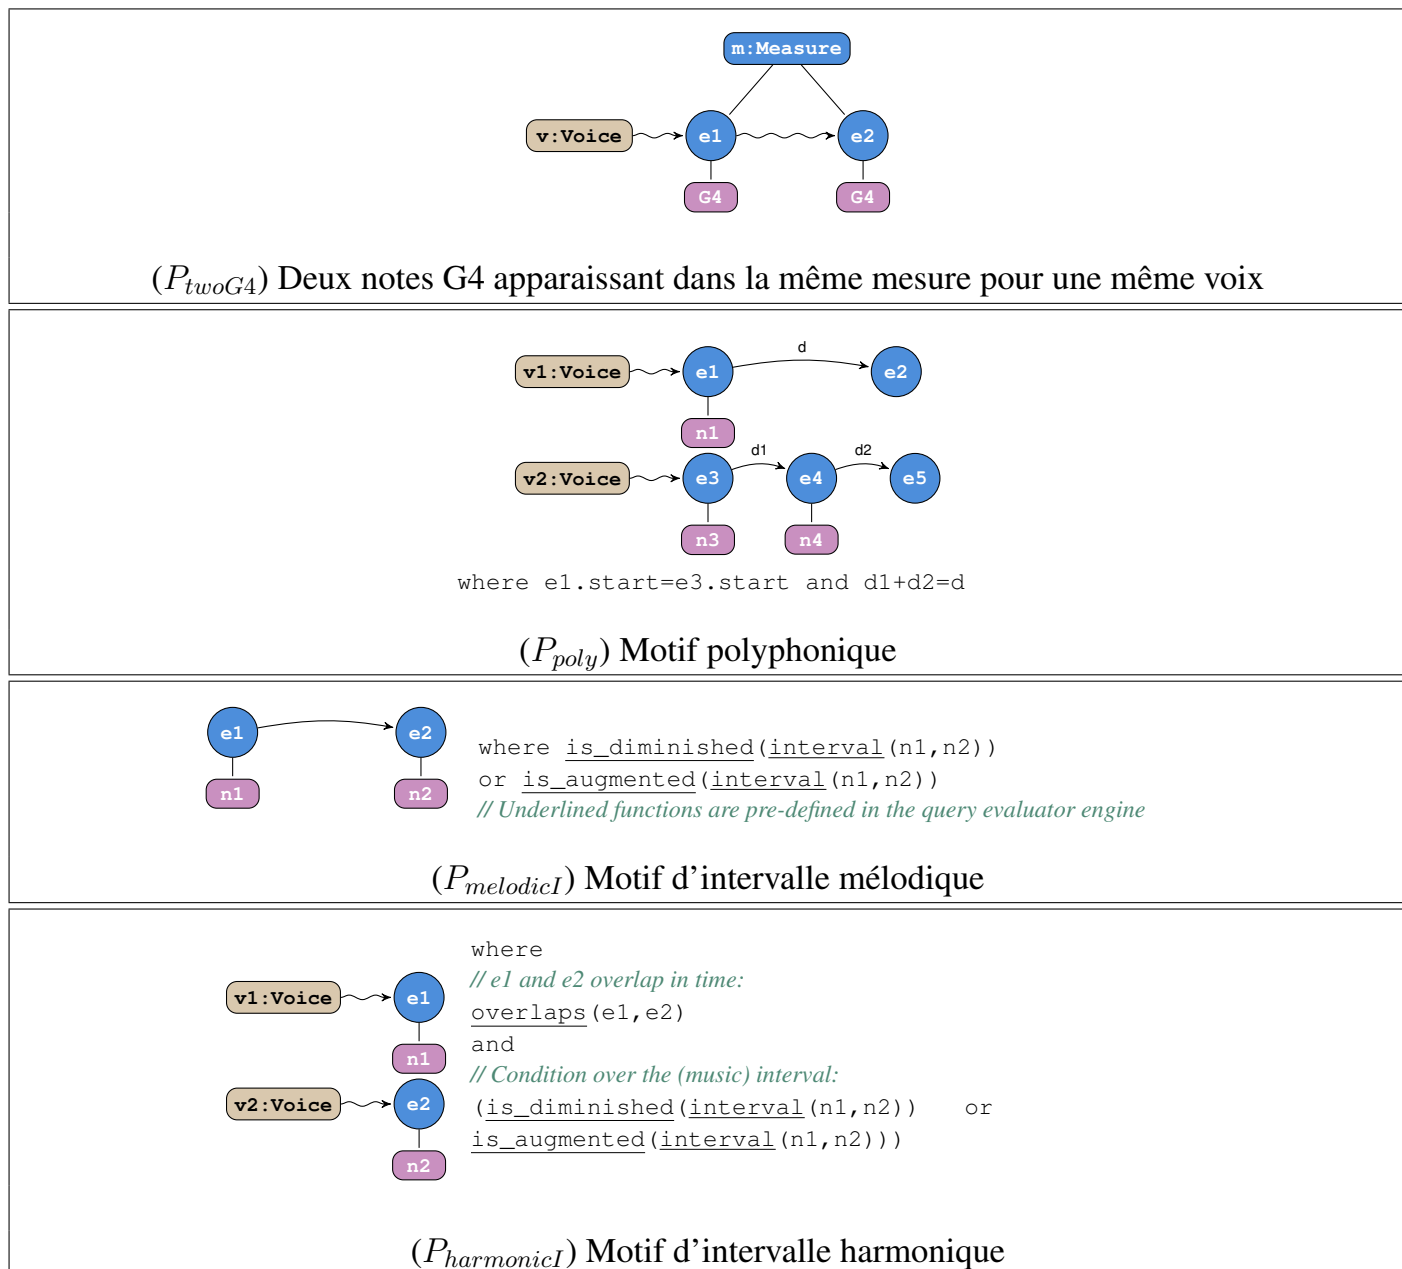 m:Measure
v:Voice e1 e2
G4 G4
(P_twoG4) Deux notes G4 apparaissant dans la même mesure pour une même voix
d
v1:Voice e1 e2
n1
d1 d2
v2:Voice e3 e4 e5
n3 n4
where e1.start=e3.start and d1+d2=d
(P_poly) Motif polyphonique
e1 e2
n1 n2
where is_diminished(interval(n1,n2))
or is_augmented(interval(n1,n2))
// Underlined functions are pre-defined in the query evaluator engine
(P_melodicI) Motif d'intervalle mélodique
v1:Voice e1
n1
v2:Voice e2
n2
where
// e1 and e2 overlap in time:
overlaps(e1,e2)
and
// Condition over the (music) interval:
(is_diminished(interval(n1,n2)) or
is_augmented(interval(n1,n2)))
(P_harmonicI) Motif d'intervalle harmonique